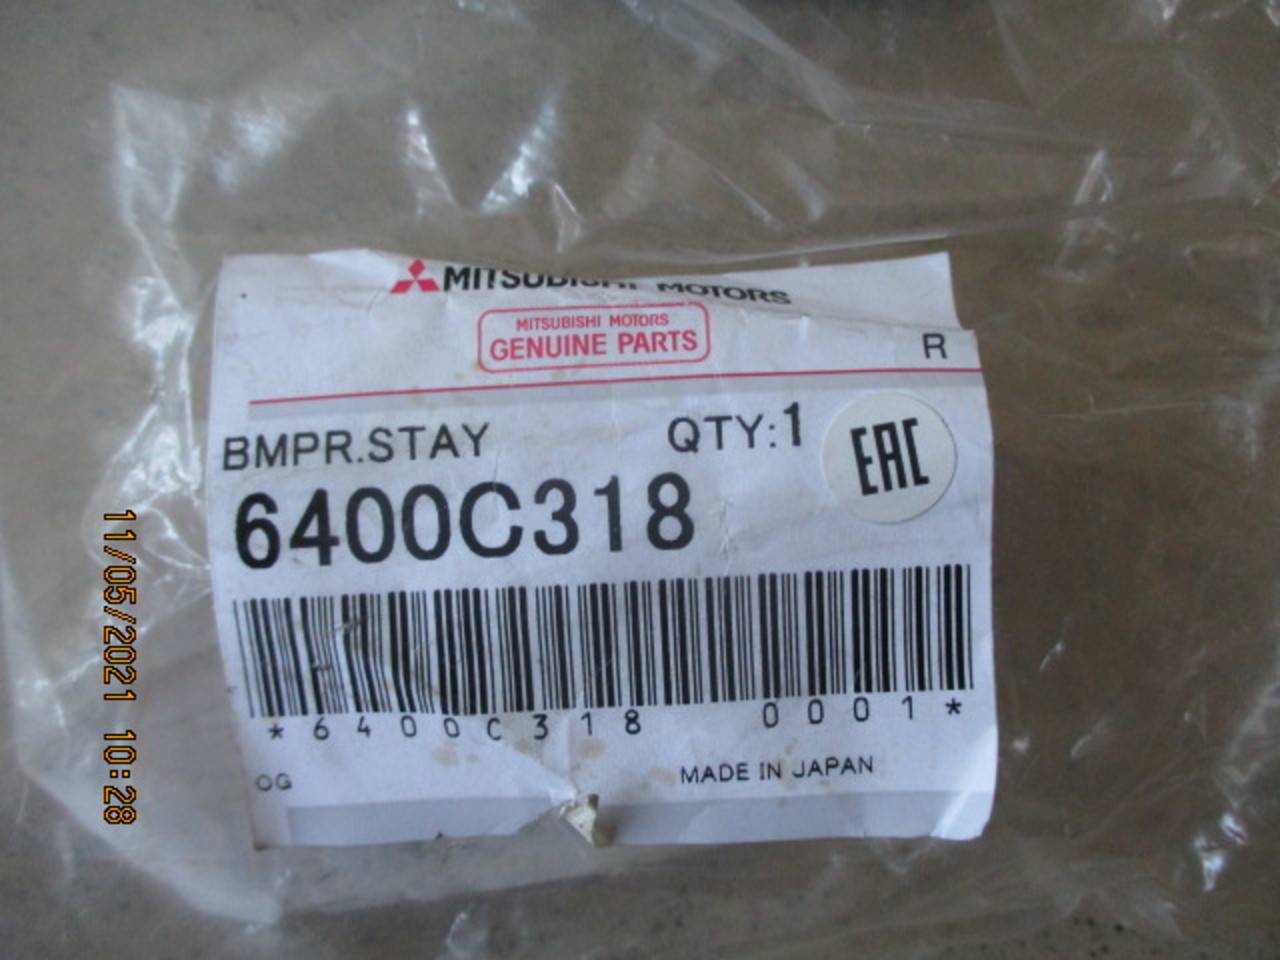 MITSUBISHI MOTORS
MITSUBISHI MOTORS
GENUINE PARTS
R
BMPR.STAY QTY:1
EAC
6400C318
*6400C318 0001*
OG MADE IN JAPAN
11/05/2021 10:28